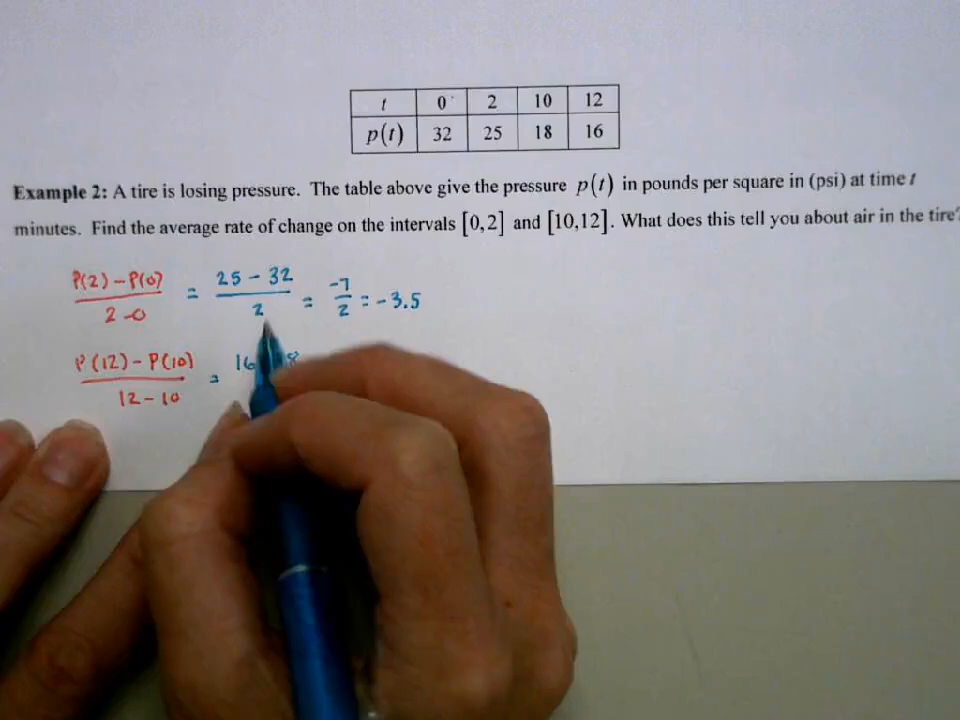 t 0 2 10 12
p(t) 32 25 18 16
Example 2: A tire is losing pressure. The table above give the pressure p(t) in pounds per square in (psi) at time t
minutes. Find the average rate of change on the intervals [0,2] and [10,12]. What does this tell you about air in the tire?
P(2) - P(0) / 2 - 0 = 25 - 32 / 2 = -7 / 2 = -3.5
P(12) - P(10) / 12 - 10 = 16 8